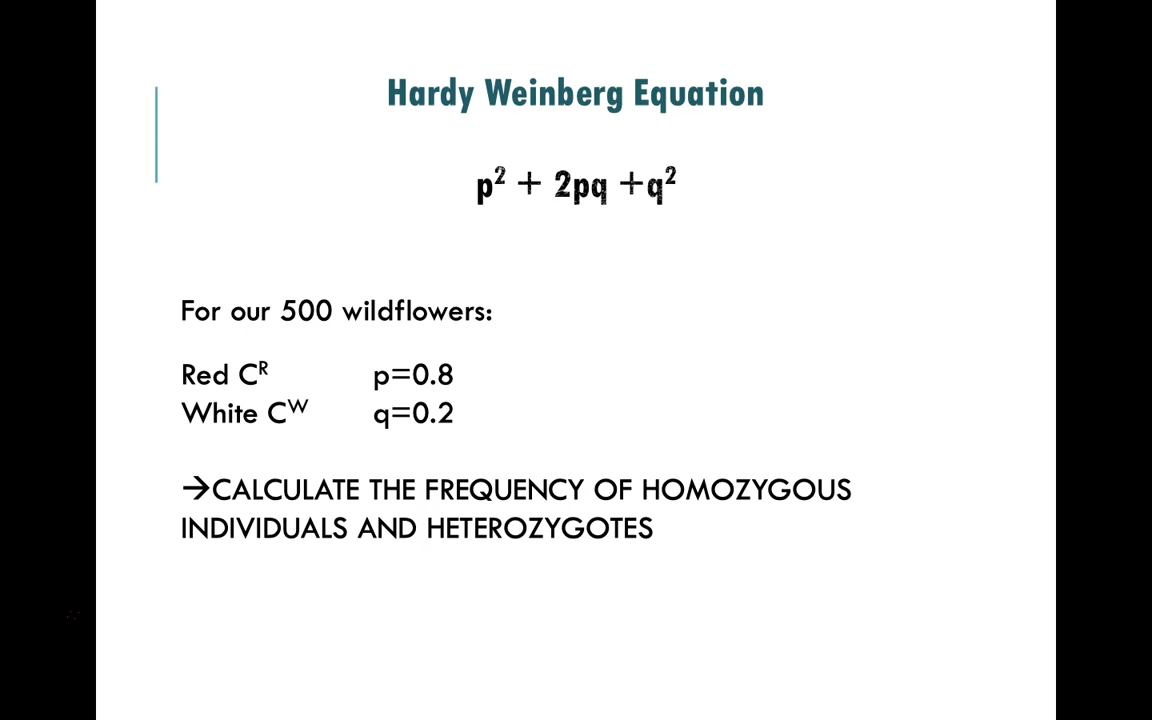 Hardy Weinberg Equation
p² + 2pq +q²
For our 500 wildflowers:
Red Cᴿ p=0.8
White Cᵂ q=0.2
→CALCULATE THE FREQUENCY OF HOMOZYGOUS
INDIVIDUALS AND HETEROZYGOTES